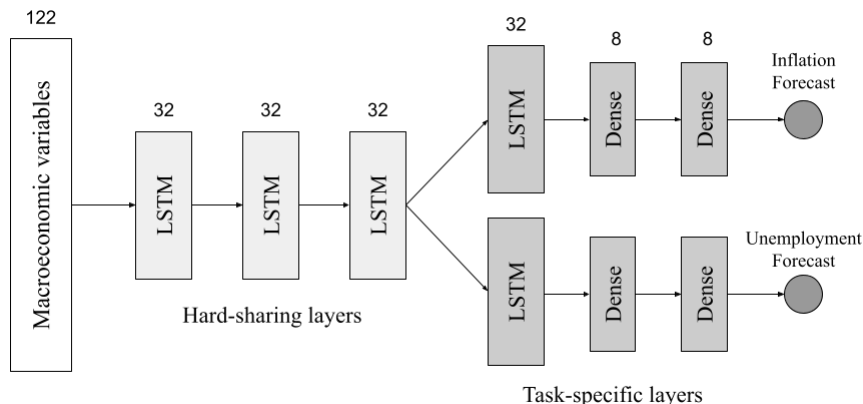 122
Macroeconomic variables
32
LSTM
32
LSTM
32
LSTM
Hard-sharing layers
32
LSTM
8
Dense
8
Dense
Inflation
Forecast
LSTM
Dense
Dense
Unemployment
Forecast
Task-specific layers